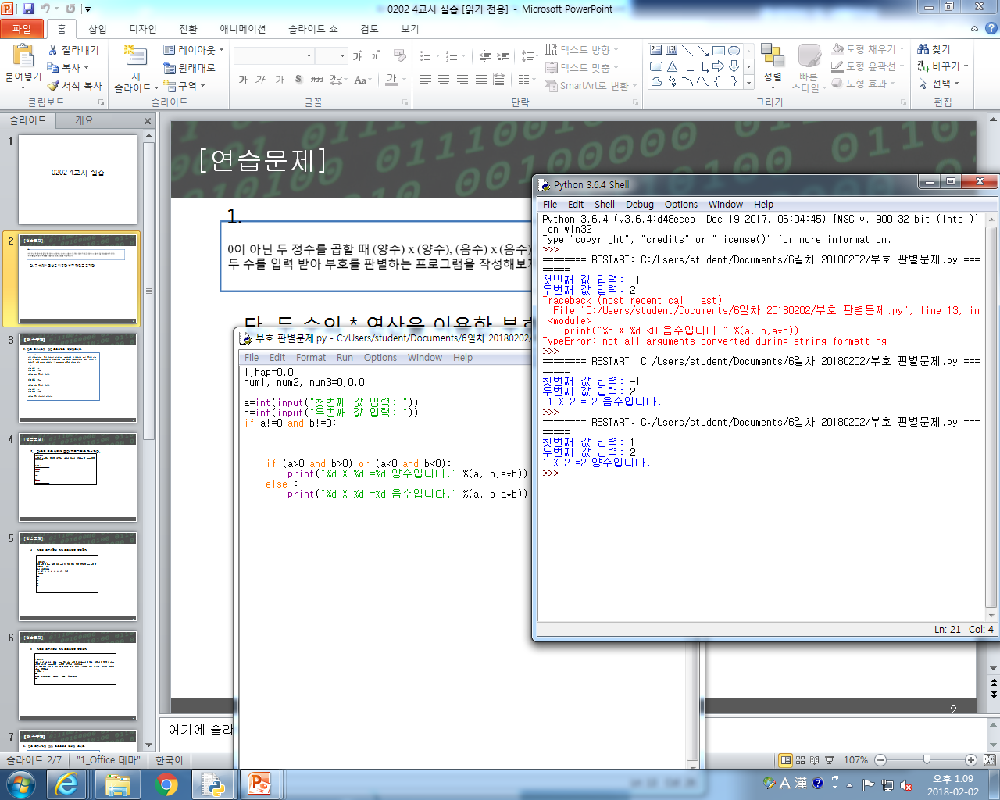 0202 4교시 실습 [읽기 전용] - Microsoft PowerPoint
파일 홈 삽입 디자인 전환 애니메이션 슬라이드 쇼 검토 보기
붙여넣기 잘라내기 복사 서식 복사 클립보드
새 슬라이드 레이아웃 원래대로 구역 슬라이드
가 가 가 S 가나 Aa 가 글꼴
텍스트 방향 텍스트 맞춤 SmartArt로 변환 단락
정렬 빠른 스타일 도형 채우기 도형 윤곽선 도형 효과 그리기
찾기 바꾸기 선택 편집
슬라이드 개요
1
0202 4교시 실습
2
3
4
5
6
7
[연습문제]
1.
0이 아닌 두 정수를 곱할 때 (양수) x (양수), (음수) x (음수)
두 수를 입력 받아 부호를 판별하는 프로그램을 작성해보
단, 두 수의 * 연산을 이용한 부호
2
여기에 슬라
Python 3.6.4 Shell
File Edit Shell Debug Options Window Help
Python 3.6.4 (v3.6.4:d48eceb, Dec 19 2017, 06:04:45) [MSC v.1900 32 bit (Intel)]
on win32
Type "copyright", "credits" or "license()" for more information.
>>>
======== RESTART: C:/Users/student/Documents/6일차 20180202/부호 판별문제.py ===
=====
첫번째 값 입력: -1
두번째 값 입력: 2
Traceback (most recent call last):
File "C:/Users/student/Documents/6일차 20180202/부호 판별문제.py", line 13, in
<module>
print("%d X %d <0 음수입니다." %(a, b,a*b))
TypeError: not all arguments converted during string formatting
>>>
======== RESTART: C:/Users/student/Documents/6일차 20180202/부호 판별문제.py ===
=====
첫번째 값 입력: -1
두번째 값 입력: 2
-1 X 2 =-2 음수입니다.
>>>
======== RESTART: C:/Users/student/Documents/6일차 20180202/부호 판별문제.py ===
=====
첫번째 값 입력: 1
두번째 값 입력: 2
1 X 2 =2 양수입니다.
>>>
Ln: 21 Col: 4
부호 판별문제.py - C:/Users/student/Documents/6일차 20180202/
File Edit Format Run Options Window Help
i,hap=0,0
num1, num2, num3=0,0,0
a=int(input("첫번째 값 입력: "))
b=int(input("두번째 값 입력: "))
if a!=0 and b!=0:
if (a>0 and b>0) or (a<0 and b<0):
print("%d X %d =%d 양수입니다." %(a, b,a*b))
else :
print("%d X %d =%d 음수입니다." %(a, b,a*b))
슬라이드 2/7 "1_Office 테마" 한국어 107%
A 漢 오후 1:09
2018-02-02